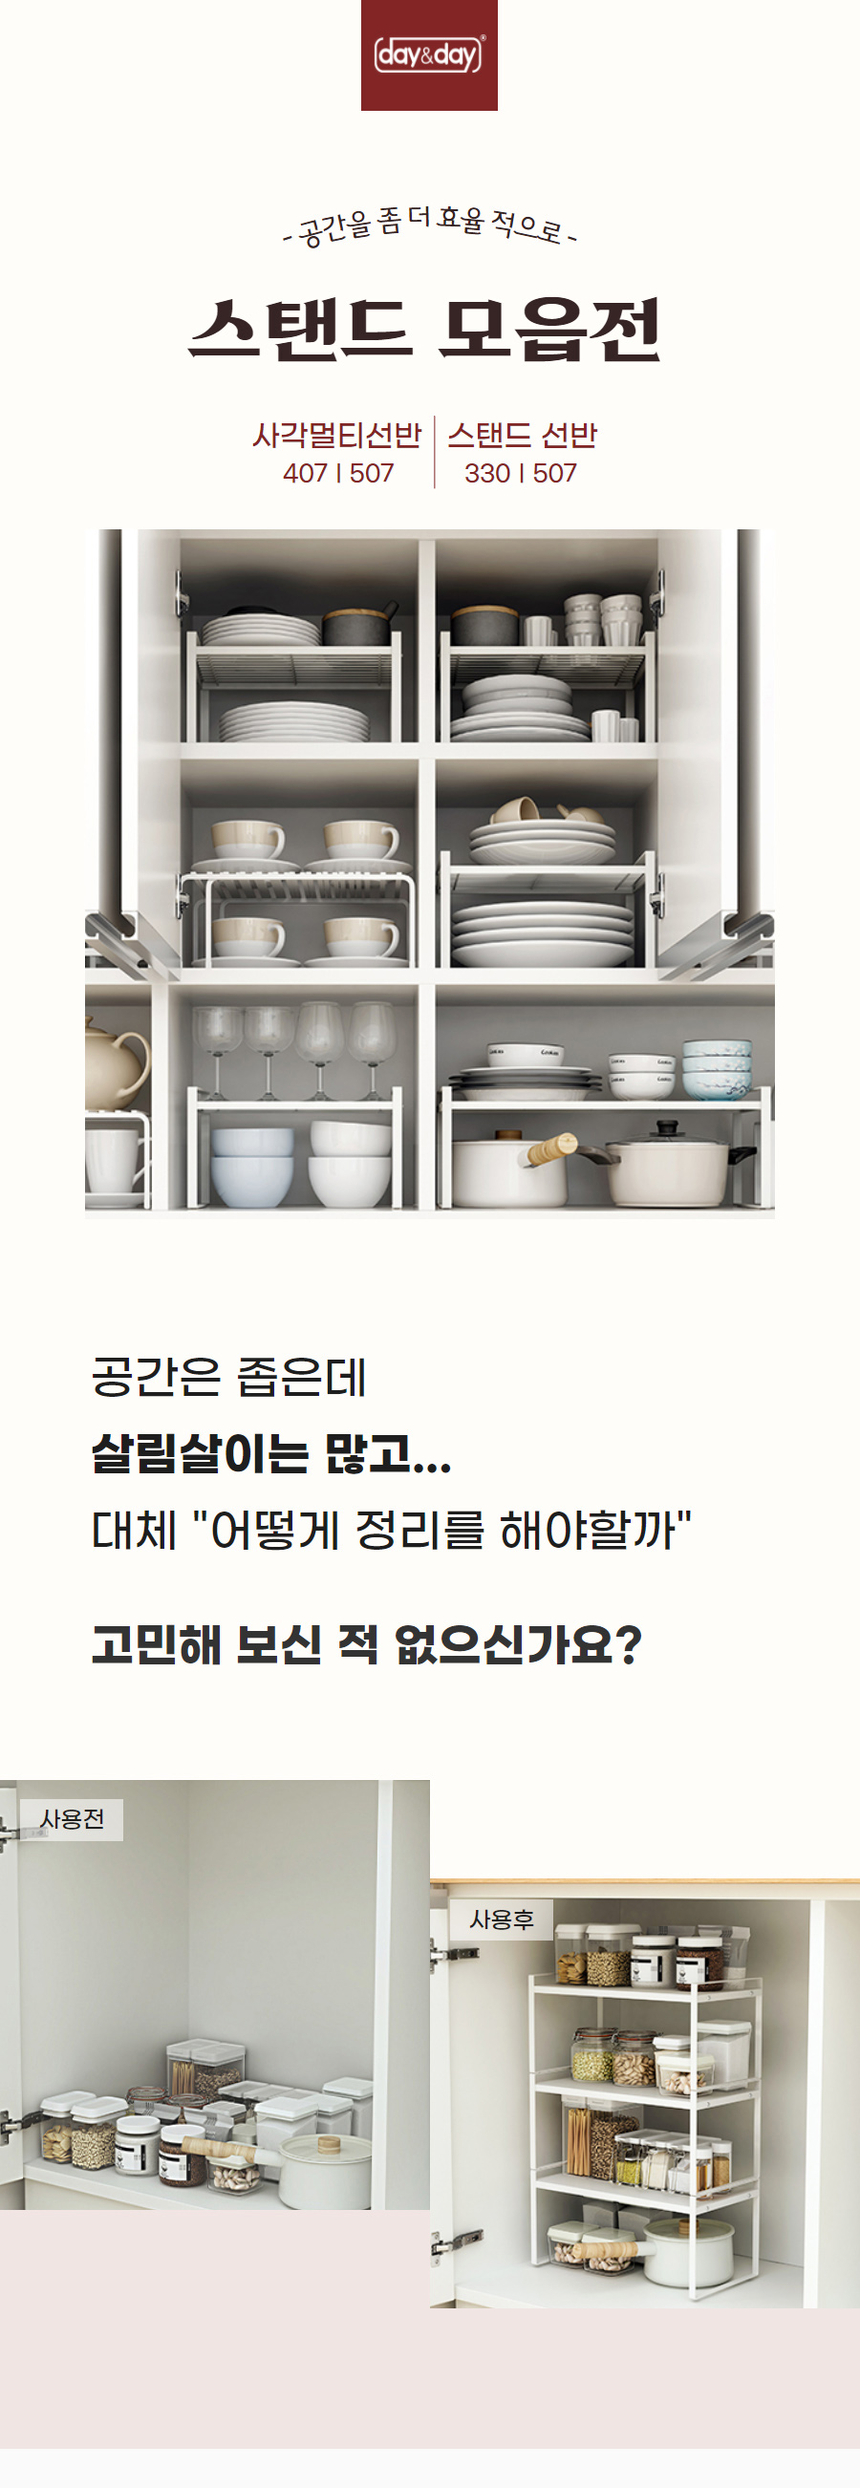 day&day®
- 공간을 좀 더 효율 적으로 -
스탠드 모음전
사각멀티선반
407 | 507
스탠드 선반
330 | 507
공간은 좁은데
살림살이는 많고...
대체 "어떻게 정리를 해야할까"
고민해 보신 적 없으신가요?
사용전
사용후